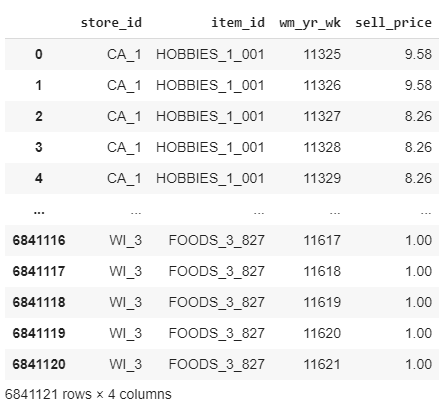 store_id item_id wm_yr_wk sell_price
0 CA_1 HOBBIES_1_001 11325 9.58
1 CA_1 HOBBIES_1_001 11326 9.58
2 CA_1 HOBBIES_1_001 11327 8.26
3 CA_1 HOBBIES_1_001 11328 8.26
4 CA_1 HOBBIES_1_001 11329 8.26
... ... ... ... ...
6841116 WI_3 FOODS_3_827 11617 1.00
6841117 WI_3 FOODS_3_827 11618 1.00
6841118 WI_3 FOODS_3_827 11619 1.00
6841119 WI_3 FOODS_3_827 11620 1.00
6841120 WI_3 FOODS_3_827 11621 1.00
6841121 rows × 4 columns